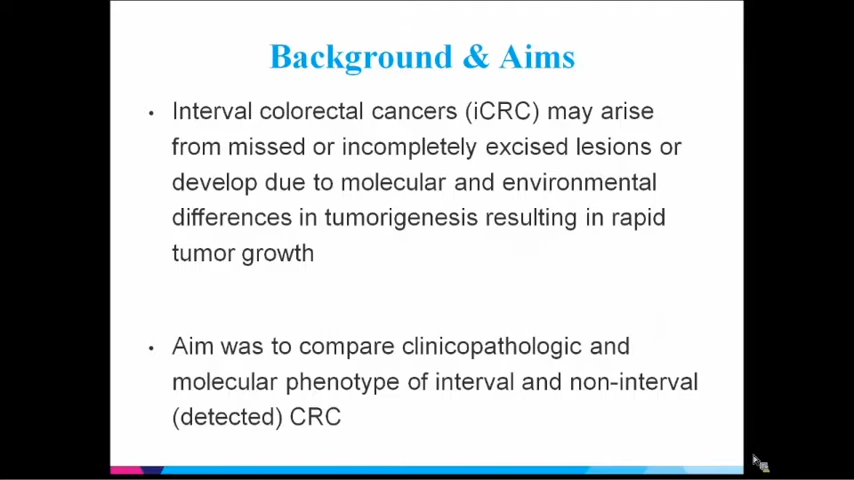 Background & Aims
• Interval colorectal cancers (iCRC) may arise
from missed or incompletely excised lesions or
develop due to molecular and environmental
differences in tumorigenesis resulting in rapid
tumor growth
• Aim was to compare clinicopathologic and
molecular phenotype of interval and non-interval
(detected) CRC